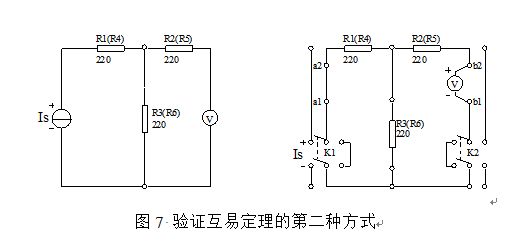 R1(R4) R2(R5)
220 220
R3(R6)
220
+
Is
-
V
R1(R4) R2(R5)
220 220
a2 b2
+
V
-
a1 b1
R3(R6)
220
+
Is K1 K2
-
图 7 验证互易定理的第二种方式